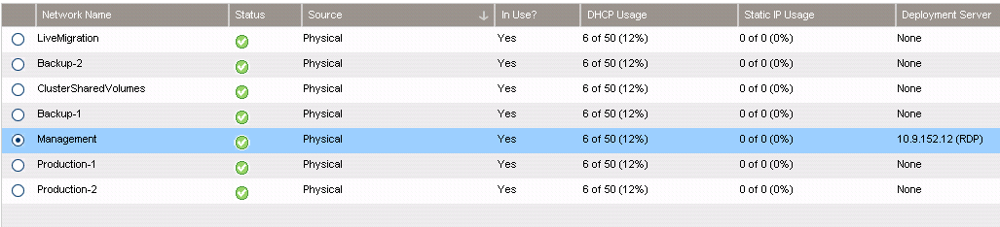 Network Name Status Source In Use? DHCP Usage Static IP Usage Deployment Server
LiveMigration Physical Yes 6 of 50 (12%) 0 of 0 (0%) None
Backup-2 Physical Yes 6 of 50 (12%) 0 of 0 (0%) None
ClusterSharedVolumes Physical Yes 6 of 50 (12%) 0 of 0 (0%) None
Backup-1 Physical Yes 6 of 50 (12%) 0 of 0 (0%) None
Management Physical Yes 6 of 50 (12%) 0 of 0 (0%) 10.9.152.12 (RDP)
Production-1 Physical Yes 6 of 50 (12%) 0 of 0 (0%) None
Production-2 Physical Yes 6 of 50 (12%) 0 of 0 (0%) None